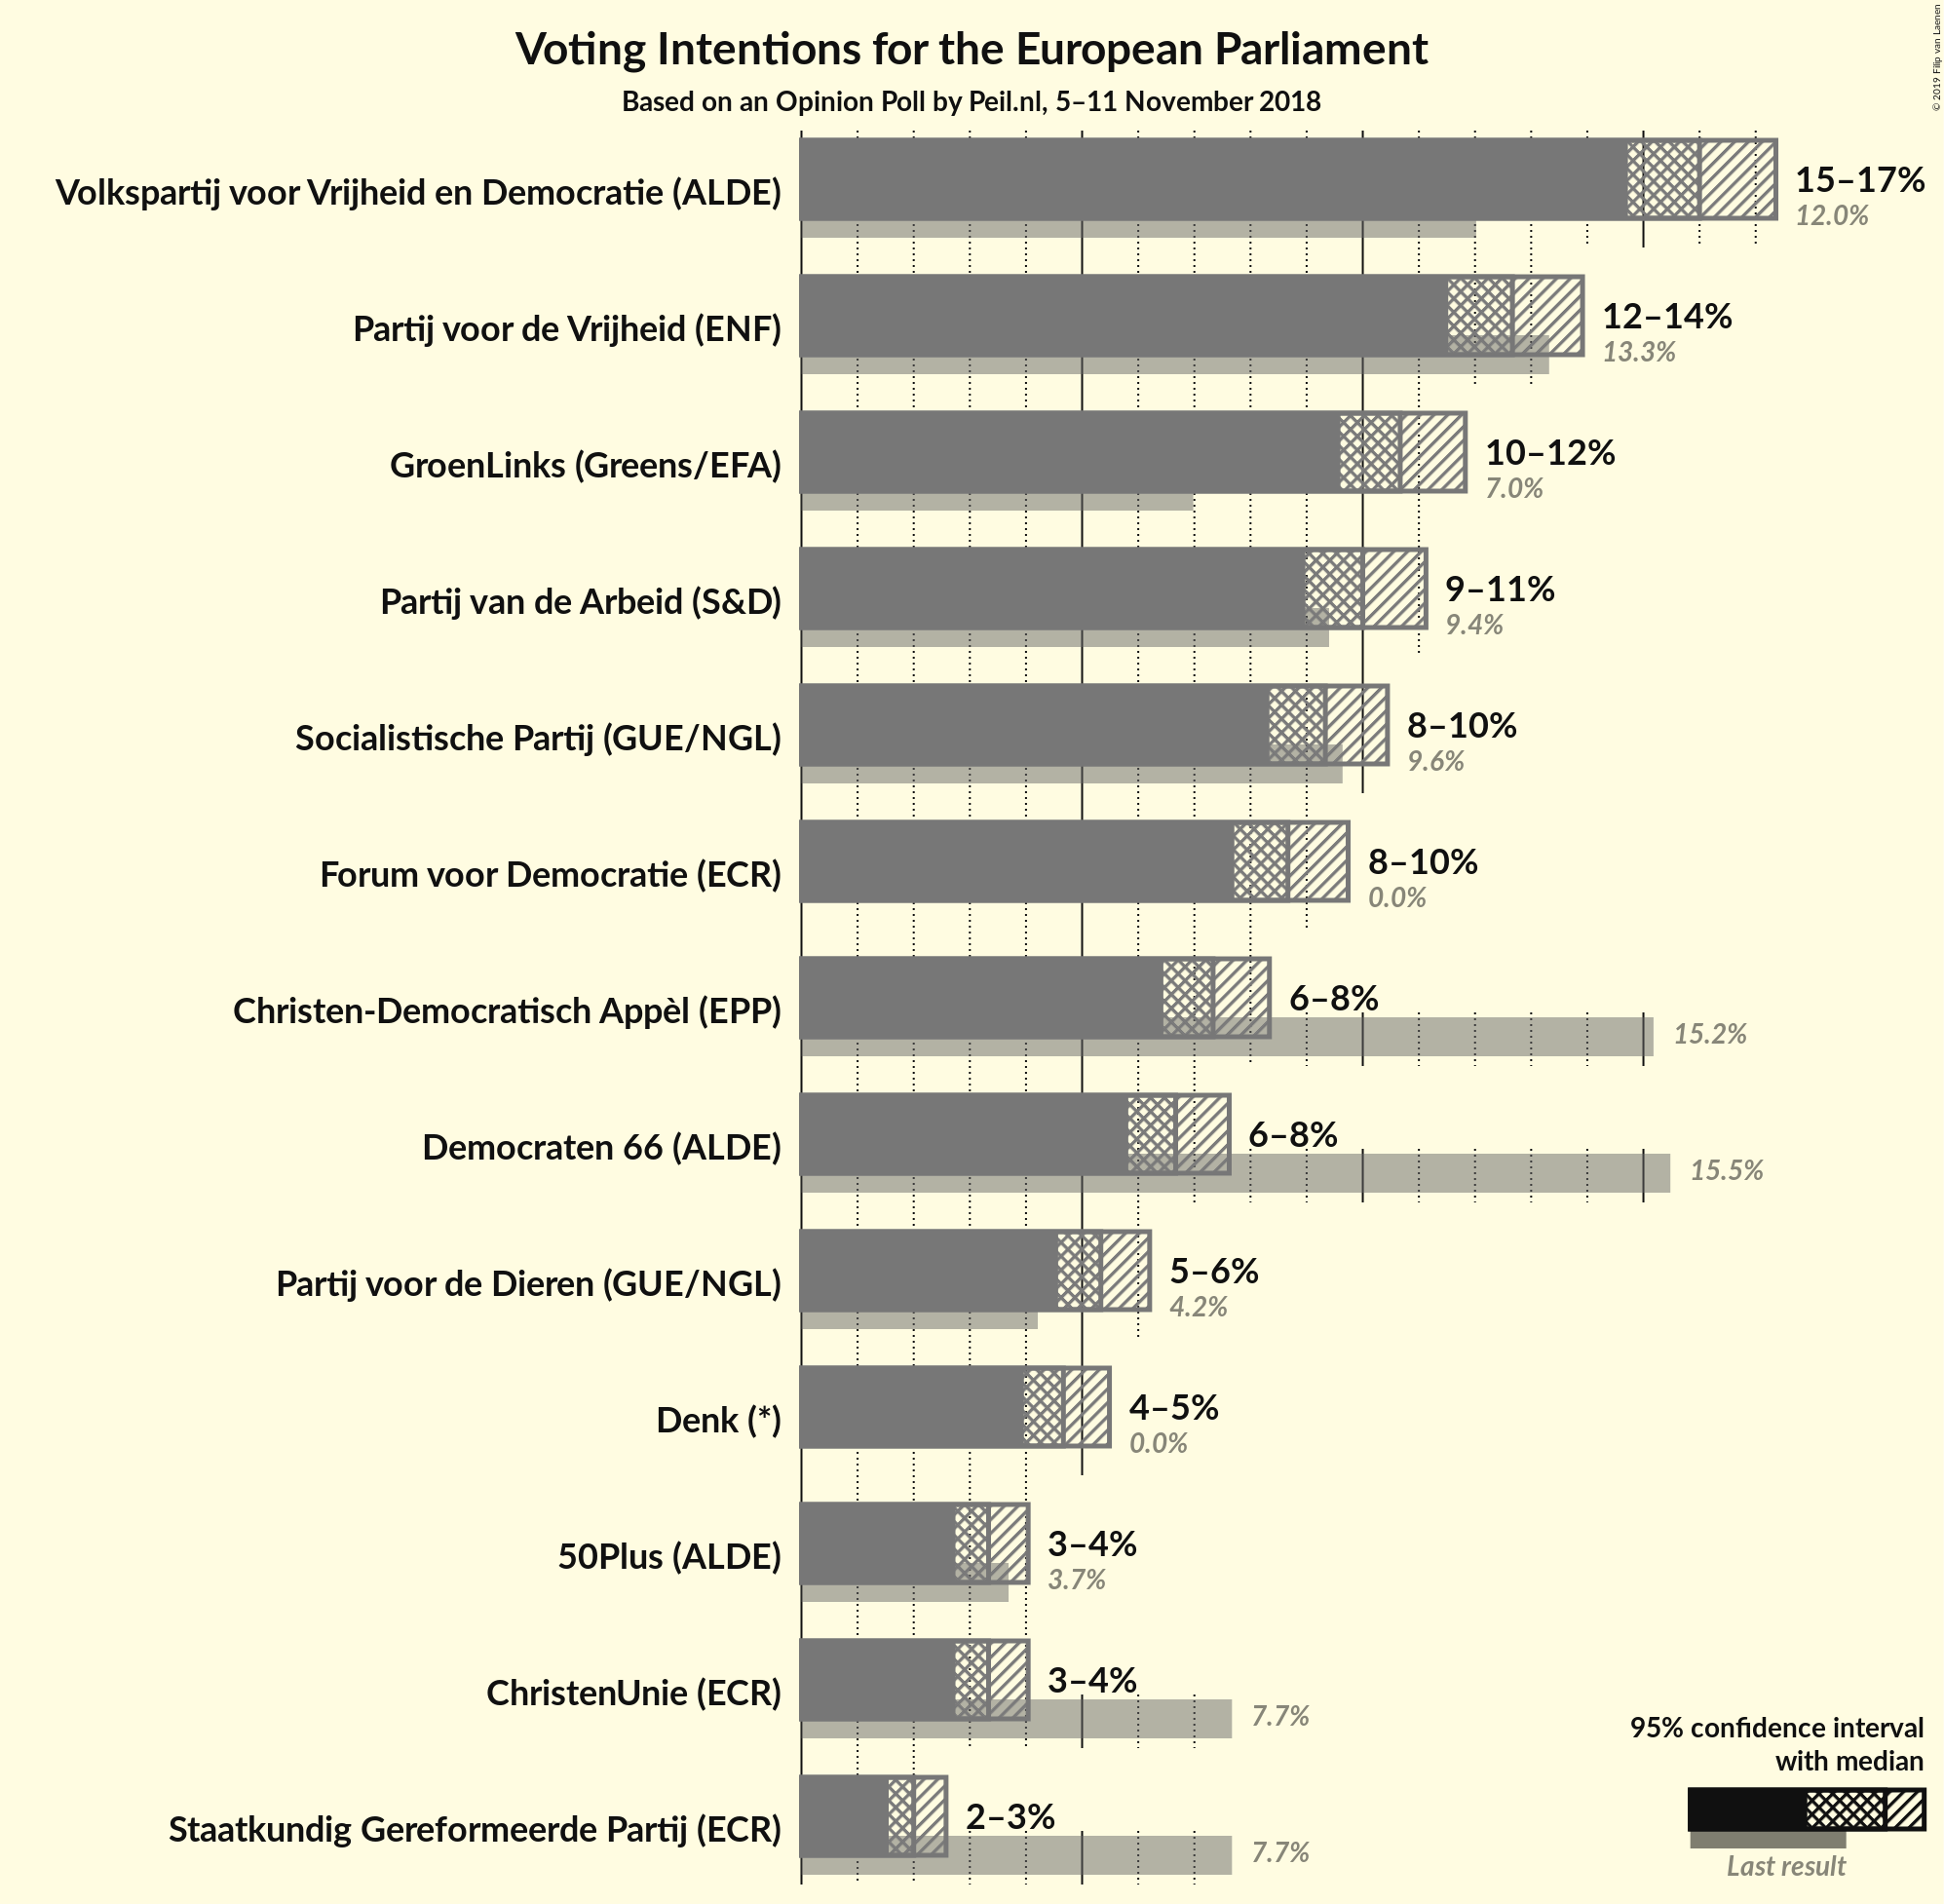 Voting Intentions for the European Parliament
Based on an Opinion Poll by Peil.nl, 5–11 November 2018
© 2019 Filip van Laenen
Volkspartij voor Vrijheid en Democratie (ALDE)
15–17%
12.0%
Partij voor de Vrijheid (ENF)
12–14%
13.3%
GroenLinks (Greens/EFA)
10–12%
7.0%
Partij van de Arbeid (S&D)
9–11%
9.4%
Socialistische Partij (GUE/NGL)
8–10%
9.6%
Forum voor Democratie (ECR)
8–10%
0.0%
Christen-Democratisch Appèl (EPP)
6–8%
15.2%
Democraten 66 (ALDE)
6–8%
15.5%
Partij voor de Dieren (GUE/NGL)
5–6%
4.2%
Denk (*)
4–5%
0.0%
50Plus (ALDE)
3–4%
3.7%
ChristenUnie (ECR)
3–4%
7.7%
Staatkundig Gereformeerde Partij (ECR)
2–3%
7.7%
95% confidence interval
with median
Last result